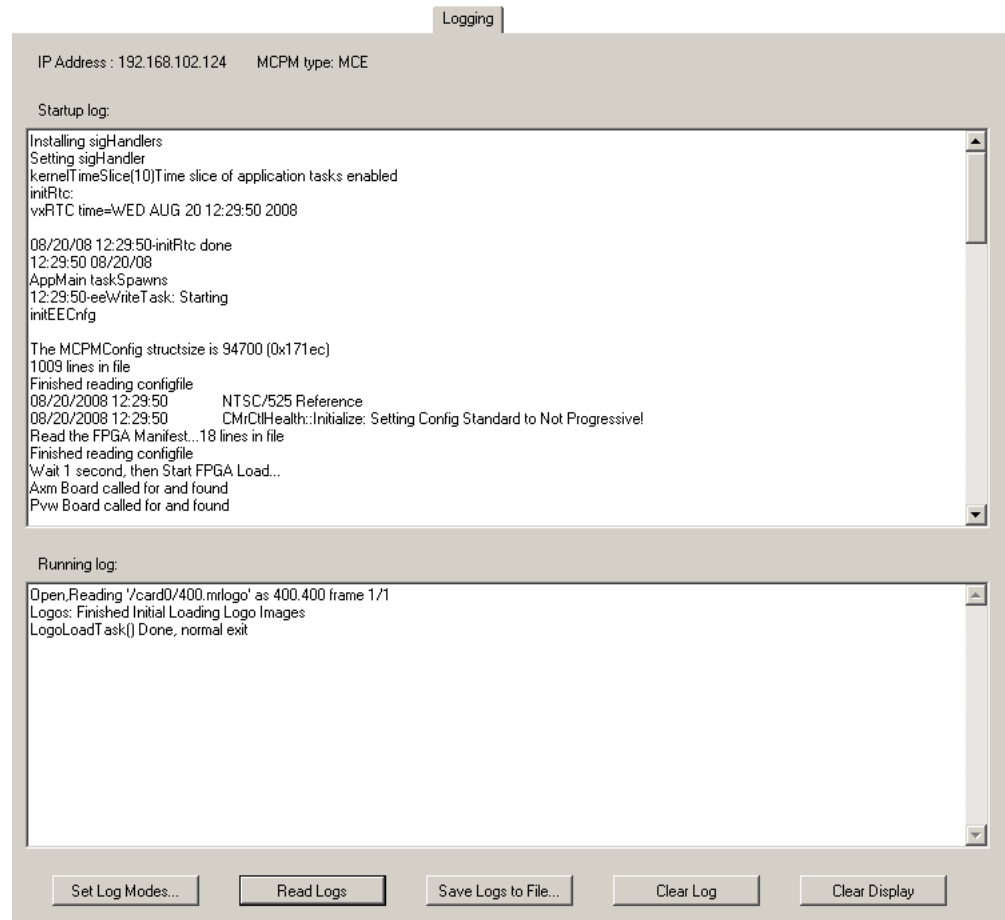 Logging
IP Address : 192.168.102.124 MCPM type: MCE
Startup log:
Installing sigHandlers
Setting sigHandler
kernelTimeSlice(10)Time slice of application tasks enabled
initRtc:
vxRTC time=WED AUG 20 12:29:50 2008
08/20/08 12:29:50-initRtc done
12:29:50 08/20/08
AppMain taskSpawns
12:29:50-eeWriteTask: Starting
initEECnfg
The MCPMConfig structsize is 94700 (0x171ec)
1009 lines in file
Finished reading configfile
08/20/2008 12:29:50 NTSC/525 Reference
08/20/2008 12:29:50 CMrCtlHealth::Initialize: Setting Config Standard to Not Progressive!
Read the FPGA Manifest...18 lines in file
Finished reading configfile
Wait 1 second, then Start FPGA Load...
Axm Board called for and found
Pvw Board called for and found
Running log:
Open,Reading '/card0/400.mrlogo' as 400.400 frame 1/1
Logos: Finished Initial Loading Logo Images
LogoLoadTask() Done, normal exit
Set Log Modes... Read Logs Save Logs to File... Clear Log Clear Display